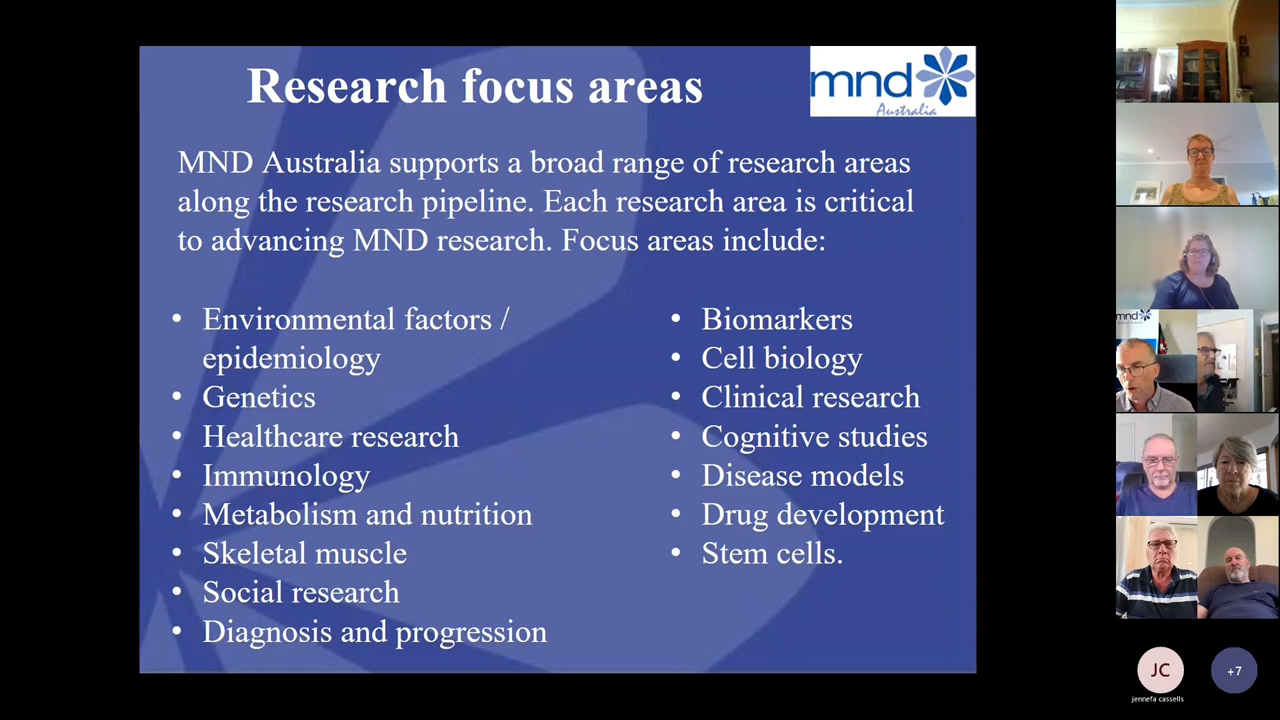 Research focus areas
mnd
Australia
MND Australia supports a broad range of research areas
along the research pipeline. Each research area is critical
to advancing MND research. Focus areas include:
• Environmental factors /
epidemiology
• Genetics
• Healthcare research
• Immunology
• Metabolism and nutrition
• Skeletal muscle
• Social research
• Diagnosis and progression
• Biomarkers
• Cell biology
• Clinical research
• Cognitive studies
• Disease models
• Drug development
• Stem cells.
mnd
JC
jennefa cassells
+7